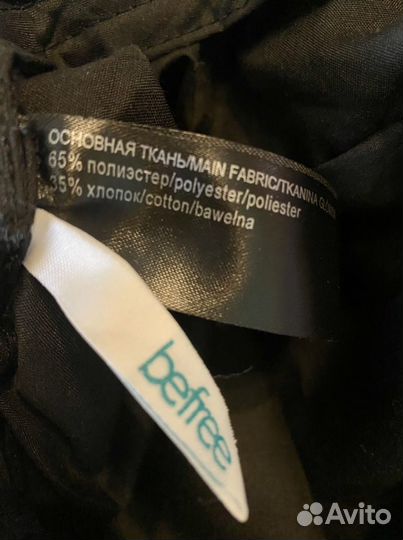 ОСНОВНАЯ ТКАНЬ/MAIN FABRIC/TKANINA
65% полиэстер/polyester/poliester
35% хлопок/cotton/bawełna
befree
Avito